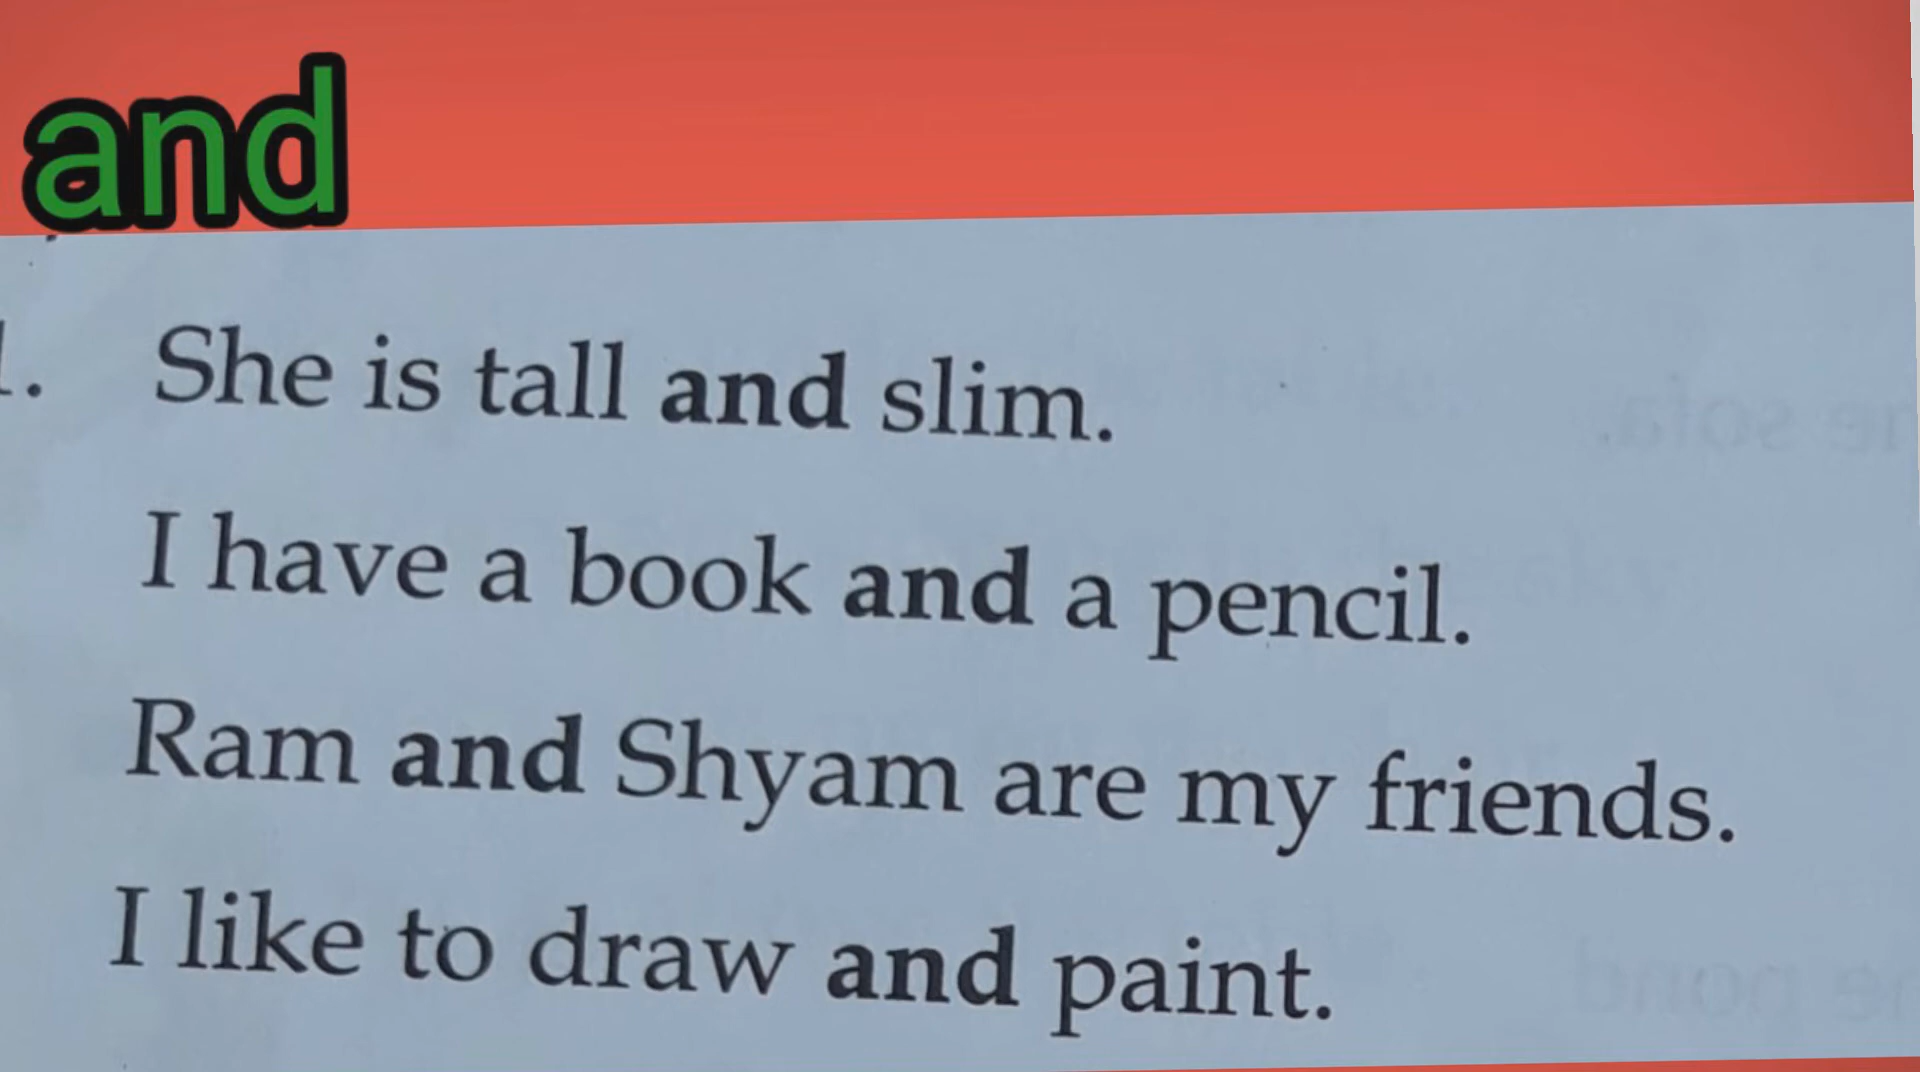 and
1. She is tall and slim.
I have a book and a pencil.
Ram and Shyam are my friends.
I like to draw and paint.